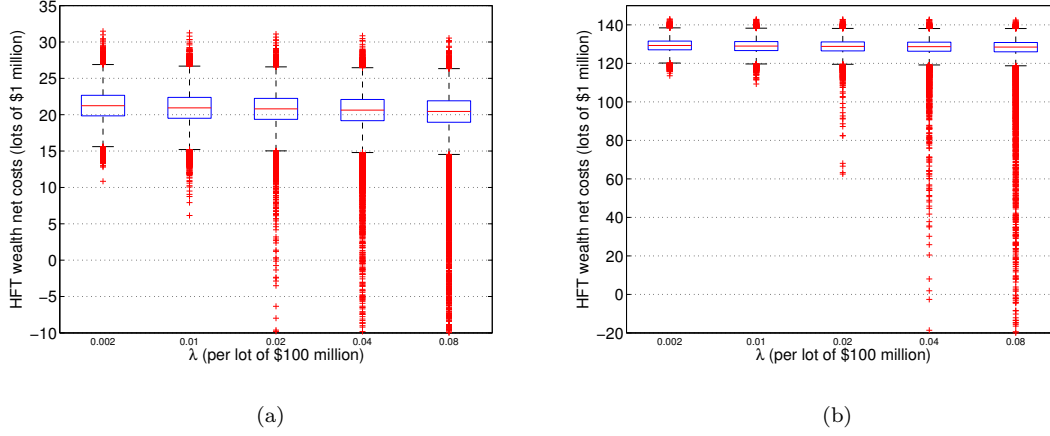 35
30
25
20
15
10
5
0
−5
−10
HFT wealth net costs (lots of $1 million)
0.002 0.01 0.02 0.04 0.08
λ (per lot of $100 million)
(a)
140
120
100
80
60
40
20
0
−20
HFT wealth net costs (lots of $1 million)
0.002 0.01 0.02 0.04 0.08
λ (per lot of $100 million)
(b)